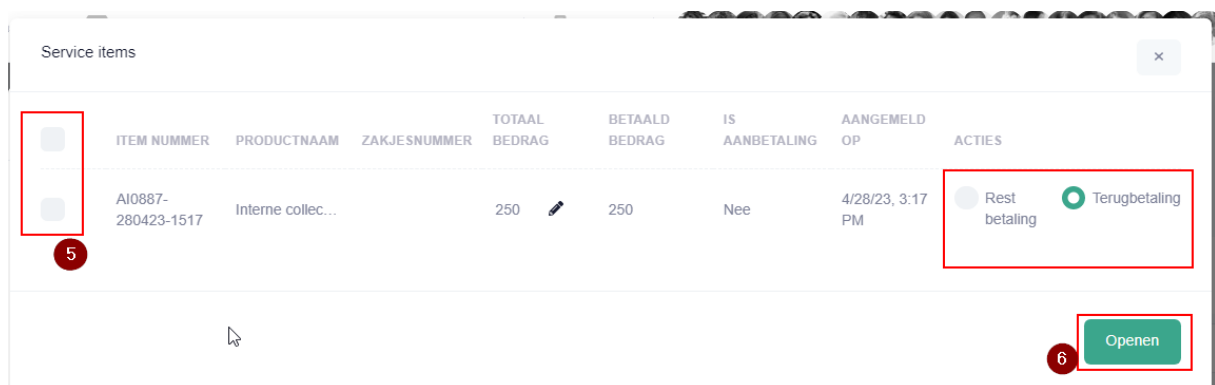 Service items
×
ITEM NUMMER PRODUCTNAAM ZAKJESNUMMER TOTAAL BEDRAG BETAALD BEDRAG IS AANBETALING AANGEMELD OP ACTIES
AI0887-280423-1517 Interne collec... 250 250 Nee 4/28/23, 3:17 PM Rest betaling Terugbetaling
5
Openen
6